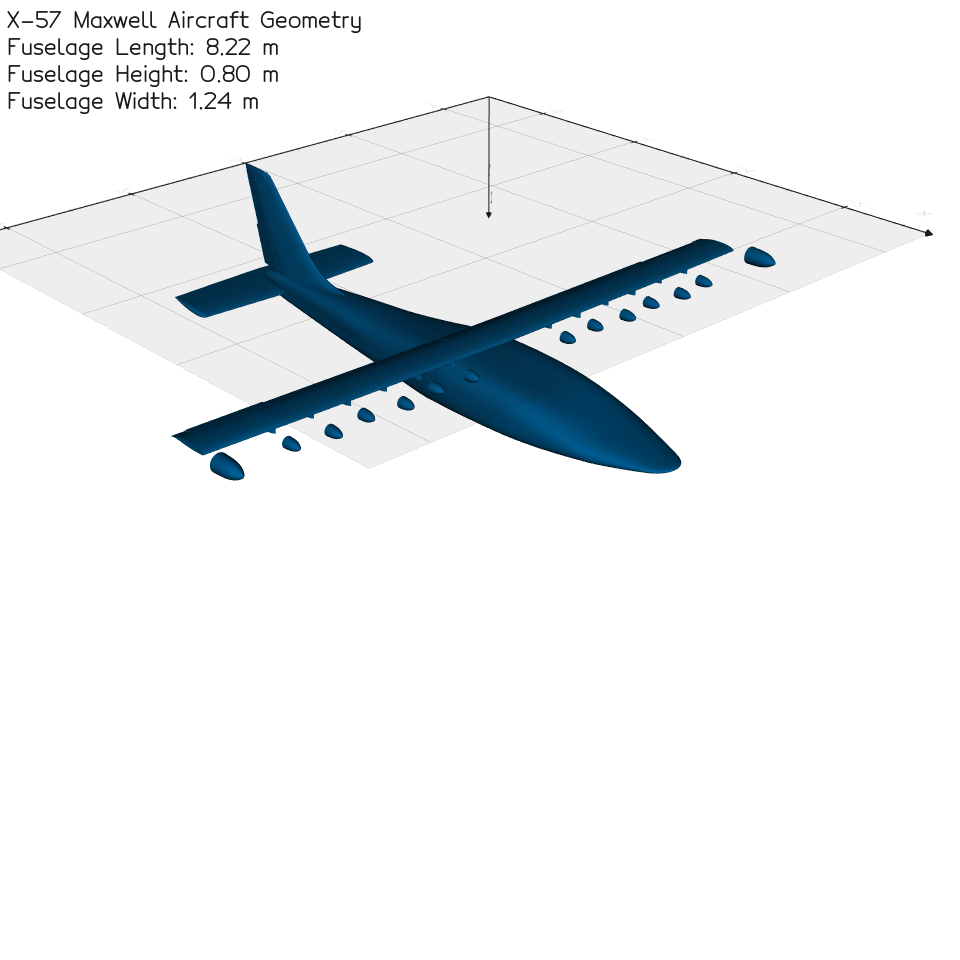 X-57 Maxwell Aircraft Geometry
Fuselage Length: 8.22 m
Fuselage Height: 0.80 m
Fuselage Width: 1.24 m